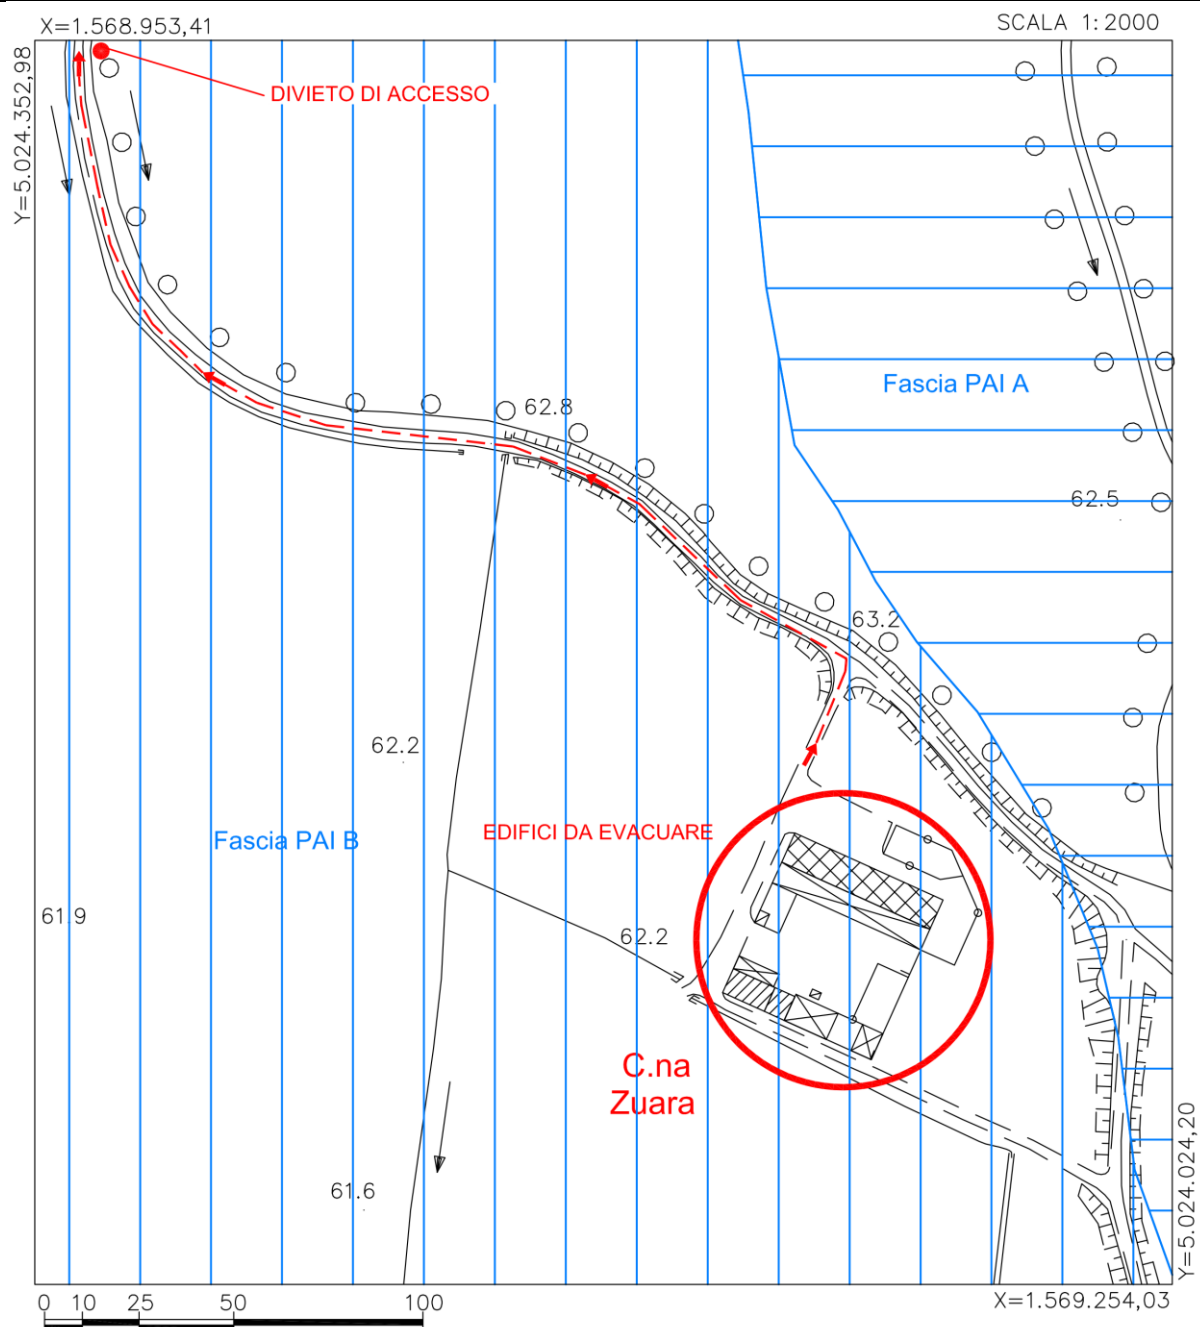 X=1.568.953,41
SCALA 1:2000
Y=5.024.352,98
DIVIETO DI ACCESSO
Fascia PAI A
62.8
62.5
63.2
62.2
EDIFICI DA EVACUARE
Fascia PAI B
61.9
62.2
C.na
Zuara
61.6
Y=5.024.024,20
X=1.569.254,03
0 10 25 50 100